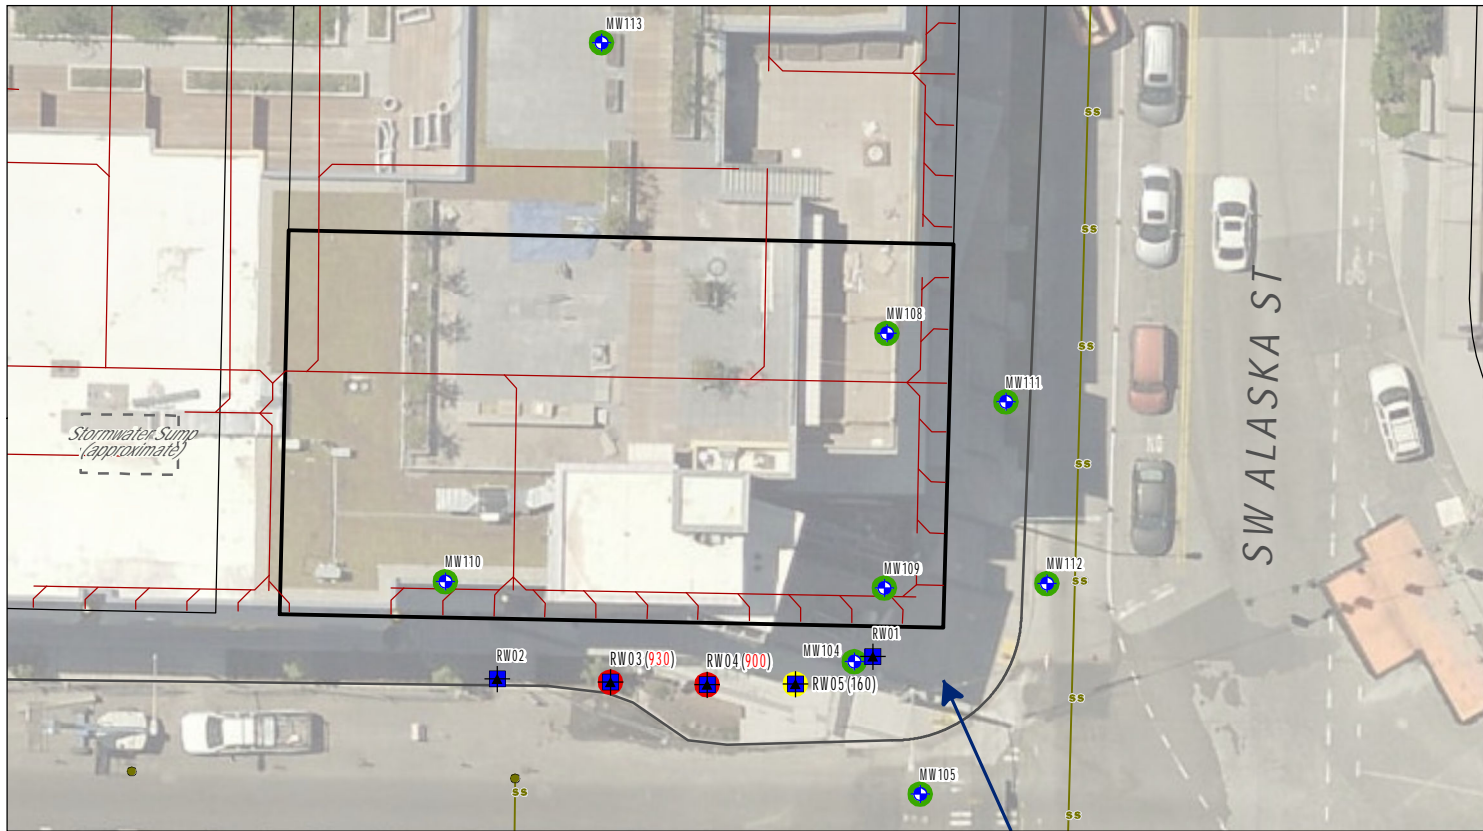 MW113
SS
SS
MW108
SS
MW111
SW ALASKA ST
Stormwater Sump
(approximate)
SS
MW110
MW109
MW112
SS
RW01
RW02
RW03(930)
RW04(900)
MW104
RW05(160)
SS
MW105
SS
SS